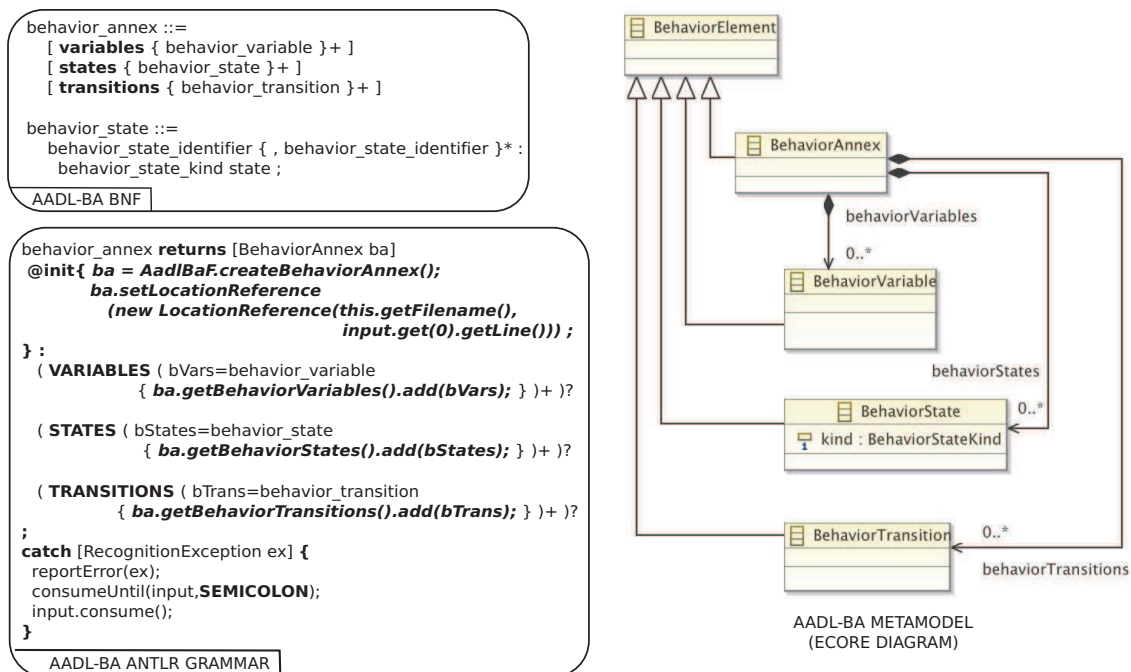 behavior_annex ::=
[ variables { behavior_variable }+ ]
[ states { behavior_state }+ ]
[ transitions { behavior_transition }+ ]
behavior_state ::=
behavior_state_identifier { , behavior_state_identifier }* :
behavior_state_kind state ;
AADL-BA BNF
behavior_annex returns [BehaviorAnnex ba]
@init{ ba = AadlBaF.createBehaviorAnnex();
ba.setLocationReference
(new LocationReference(this.getFilename(),
input.get(0).getLine())) ;
} :
( VARIABLES ( bVars=behavior_variable
{ ba.getBehaviorVariables().add(bVars); } )+ )?
( STATES ( bStates=behavior_state
{ ba.getBehaviorStates().add(bStates); } )+ )?
( TRANSITIONS ( bTrans=behavior_transition
{ ba.getBehaviorTransitions().add(bTrans); } )+ )?
;
catch [RecognitionException ex] {
reportError(ex);
consumeUntil(input,SEMICOLON);
input.consume();
}
AADL-BA ANTLR GRAMMAR
BehaviorElement
BehaviorAnnex
behaviorVariables
0..*
BehaviorVariable
behaviorStates
0..*
BehaviorState
kind : BehaviorStateKind
BehaviorTransition
0..*
behaviorTransitions
AADL-BA METAMODEL
(ECORE DIAGRAM)